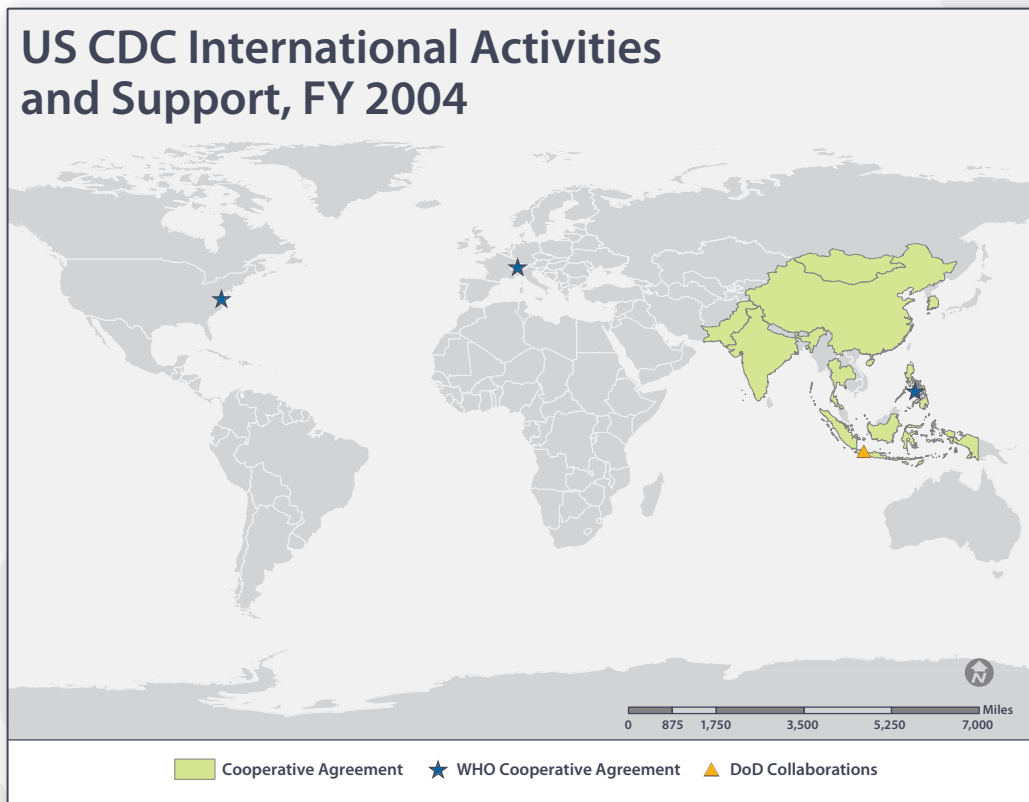 US CDC International Activities
and Support, FY 2004
N
Miles
0 875 1,750 3,500 5,250 7,000
Cooperative Agreement WHO Cooperative Agreement DoD Collaborations